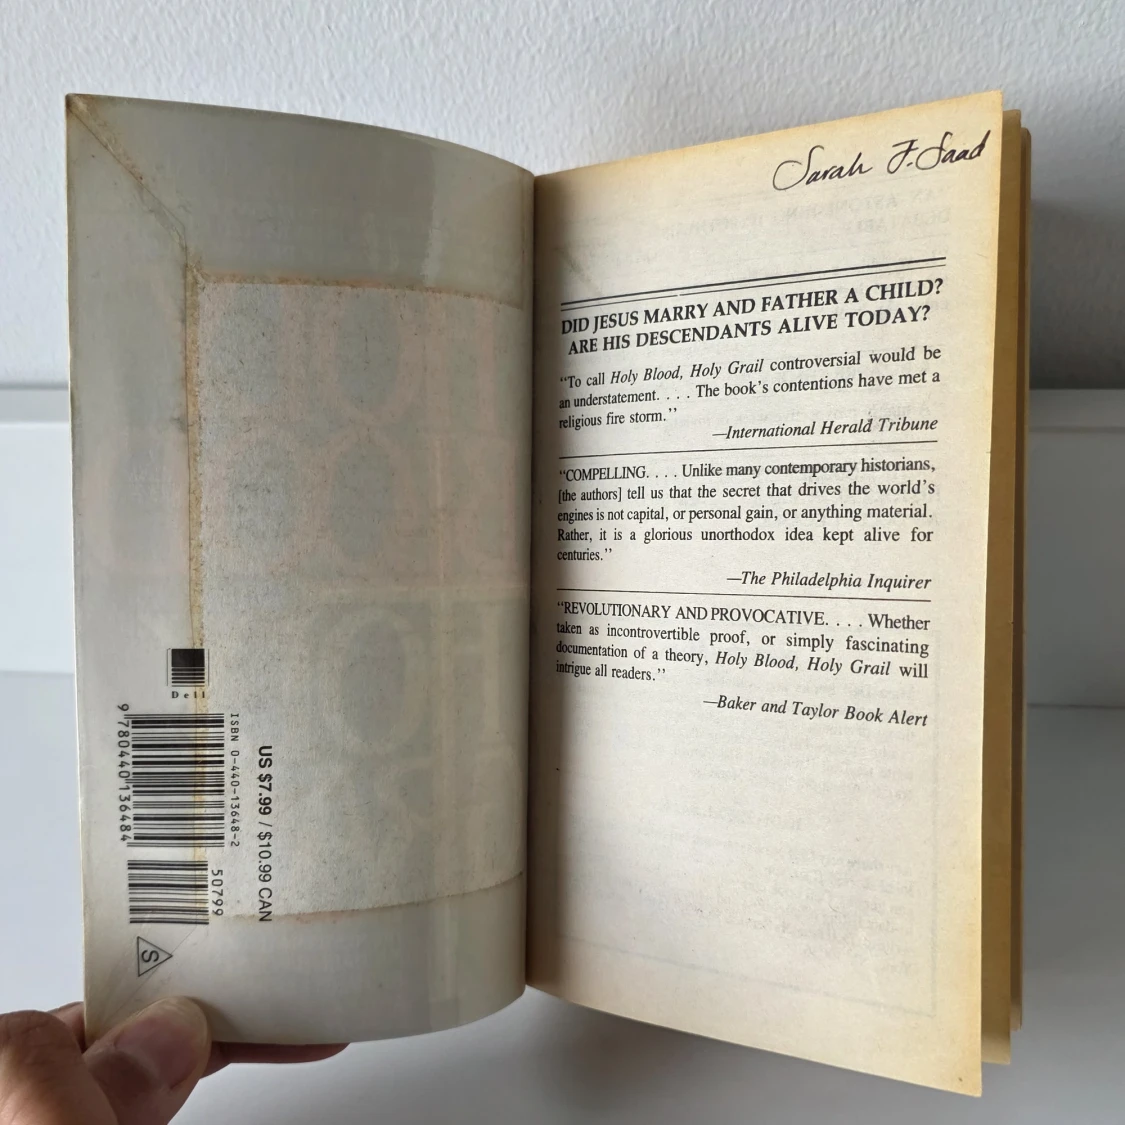 Dell
ISBN 0-440-13648-2
9 780440 136484
50799
US $7.99 / $10.99 CAN
S
Sarah F. Saad
DID JESUS MARRY AND FATHER A CHILD?
ARE HIS DESCENDANTS ALIVE TODAY?
“To call Holy Blood, Holy Grail controversial would be
an understatement. . . . The book’s contentions have met a
religious fire storm.”
—International Herald Tribune
“COMPELLING. . . . Unlike many contemporary historians,
[the authors] tell us that the secret that drives the world’s
engines is not capital, or personal gain, or anything material.
Rather, it is a glorious unorthodox idea kept alive for
centuries.”
—The Philadelphia Inquirer
“REVOLUTIONARY AND PROVOCATIVE. . . . Whether
taken as incontrovertible proof, or simply fascinating
documentation of a theory, Holy Blood, Holy Grail will
intrigue all readers.”
—Baker and Taylor Book Alert